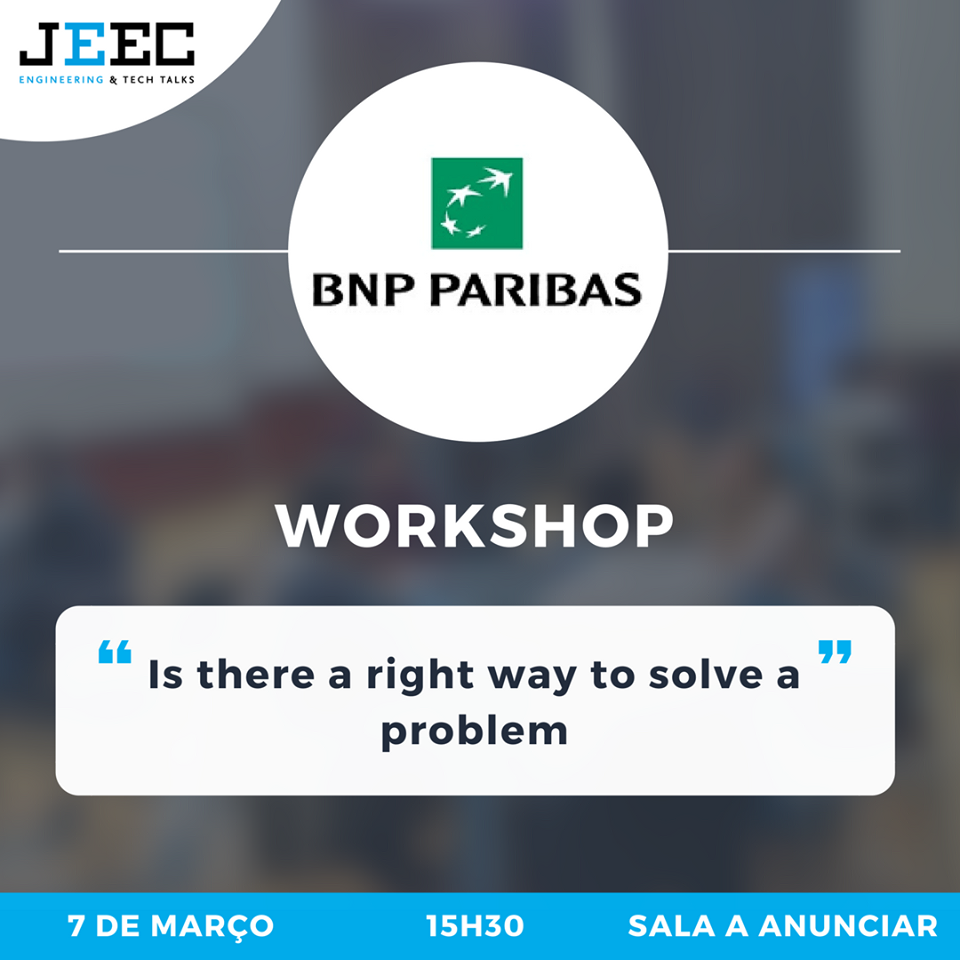 JEEC
ENGINEERING & TECH TALKS
BNP PARIBAS
WORKSHOP
“ Is there a right way to solve a ”
problem
7 DE MARÇO 15H30 SALA A ANUNCIAR